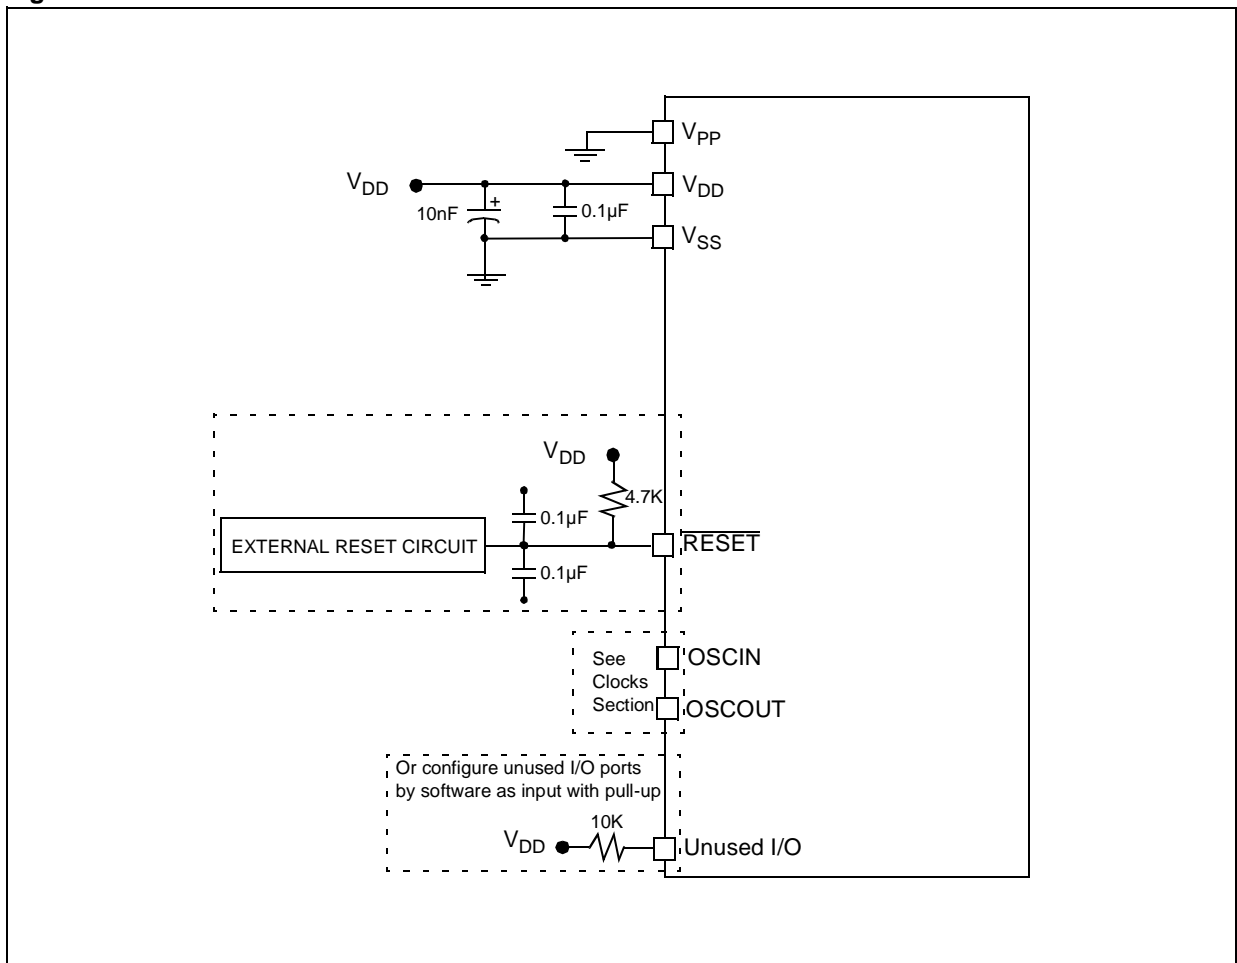 V_PP
V_DD
V_DD
10nF
+
0.1µF
V_SS
V_DD
4.7K
0.1µF
EXTERNAL RESET CIRCUIT
RESET
0.1µF
See
Clocks
Section
OSCIN
OSCOUT
Or configure unused I/O ports
by software as input with pull-up
10K
V_DD
Unused I/O